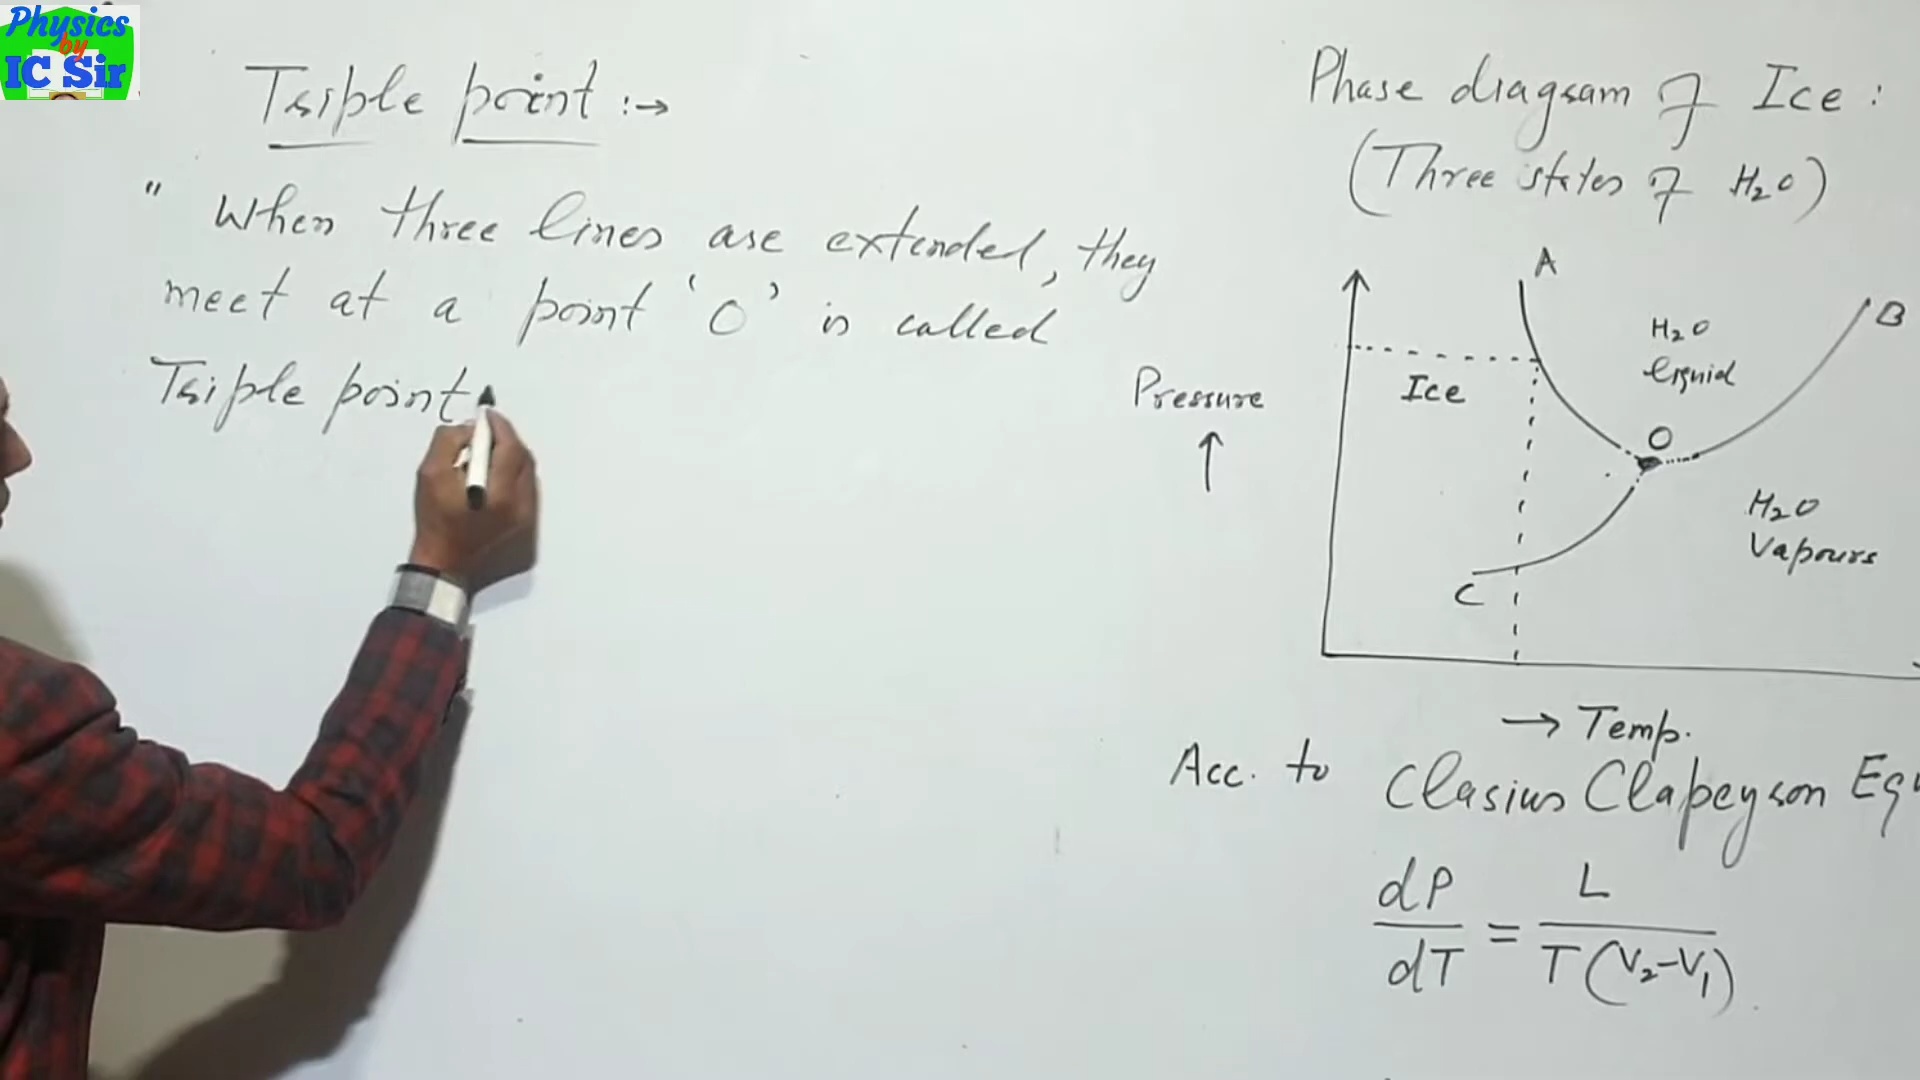 Physics
by
IC Sir
Triple point :→
" When three lines are extended, they
meet at a point 'O' is called
Triple point
Phase diagram of Ice :
(Three states of H₂O)
A
B
H₂O
liquid
Ice
Pressure
↑
O
H₂O
Vapours
C
→ Temp.
Acc. to Clasius Clapeyron
dP/dT = L/T(V₂-V₁)